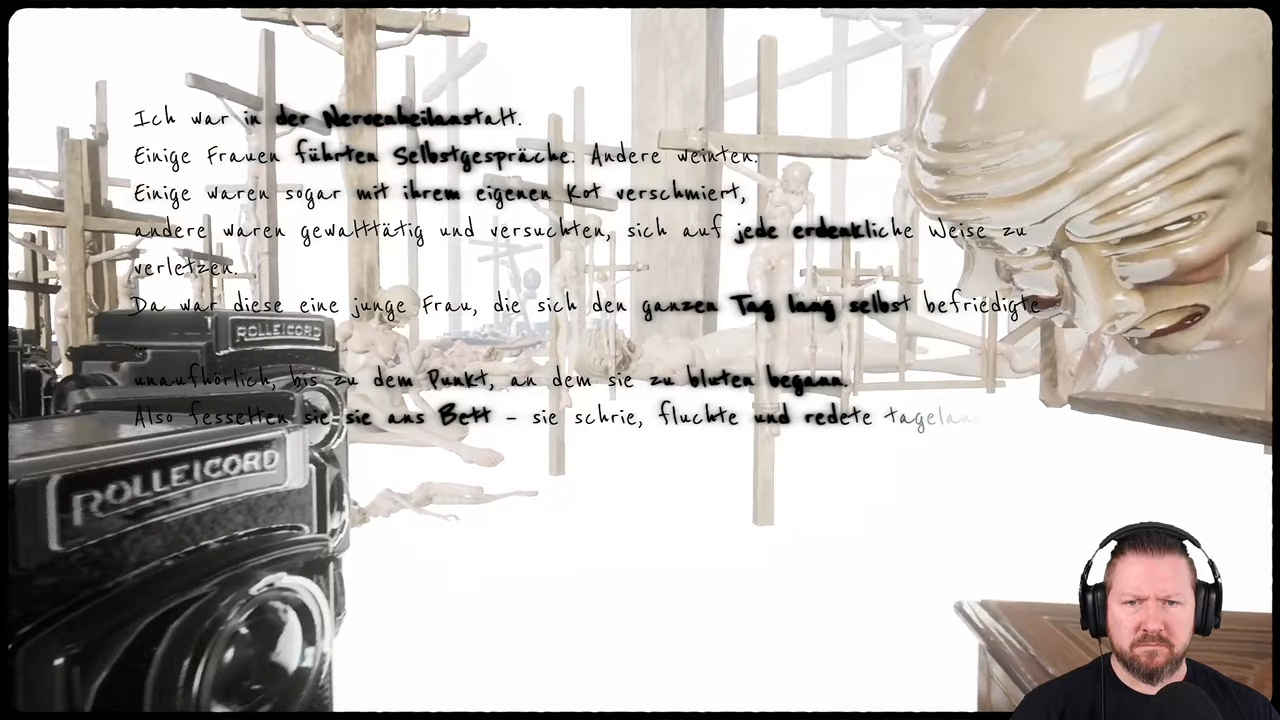 Ich war in der Nervenheilanstalt.
Einige Frauen führten Selbstgespräche. Andere weinten.
Einige waren sogar mit ihrem eigenen Kot verschmiert,
andere waren gewalttätig und versuchten, sich auf jede erdenkliche Weise zu
verletzen.
Da war diese eine junge Frau, die sich den ganzen Tag lang selbst befriedigte
...
unaufhörlich, bis zu dem Punkt, an dem sie zu bluten begann.
Also fesselten sie sie ans Bett – sie schrie, fluchte und redete tagelang
ROLLEICORD
ROLLEICORD